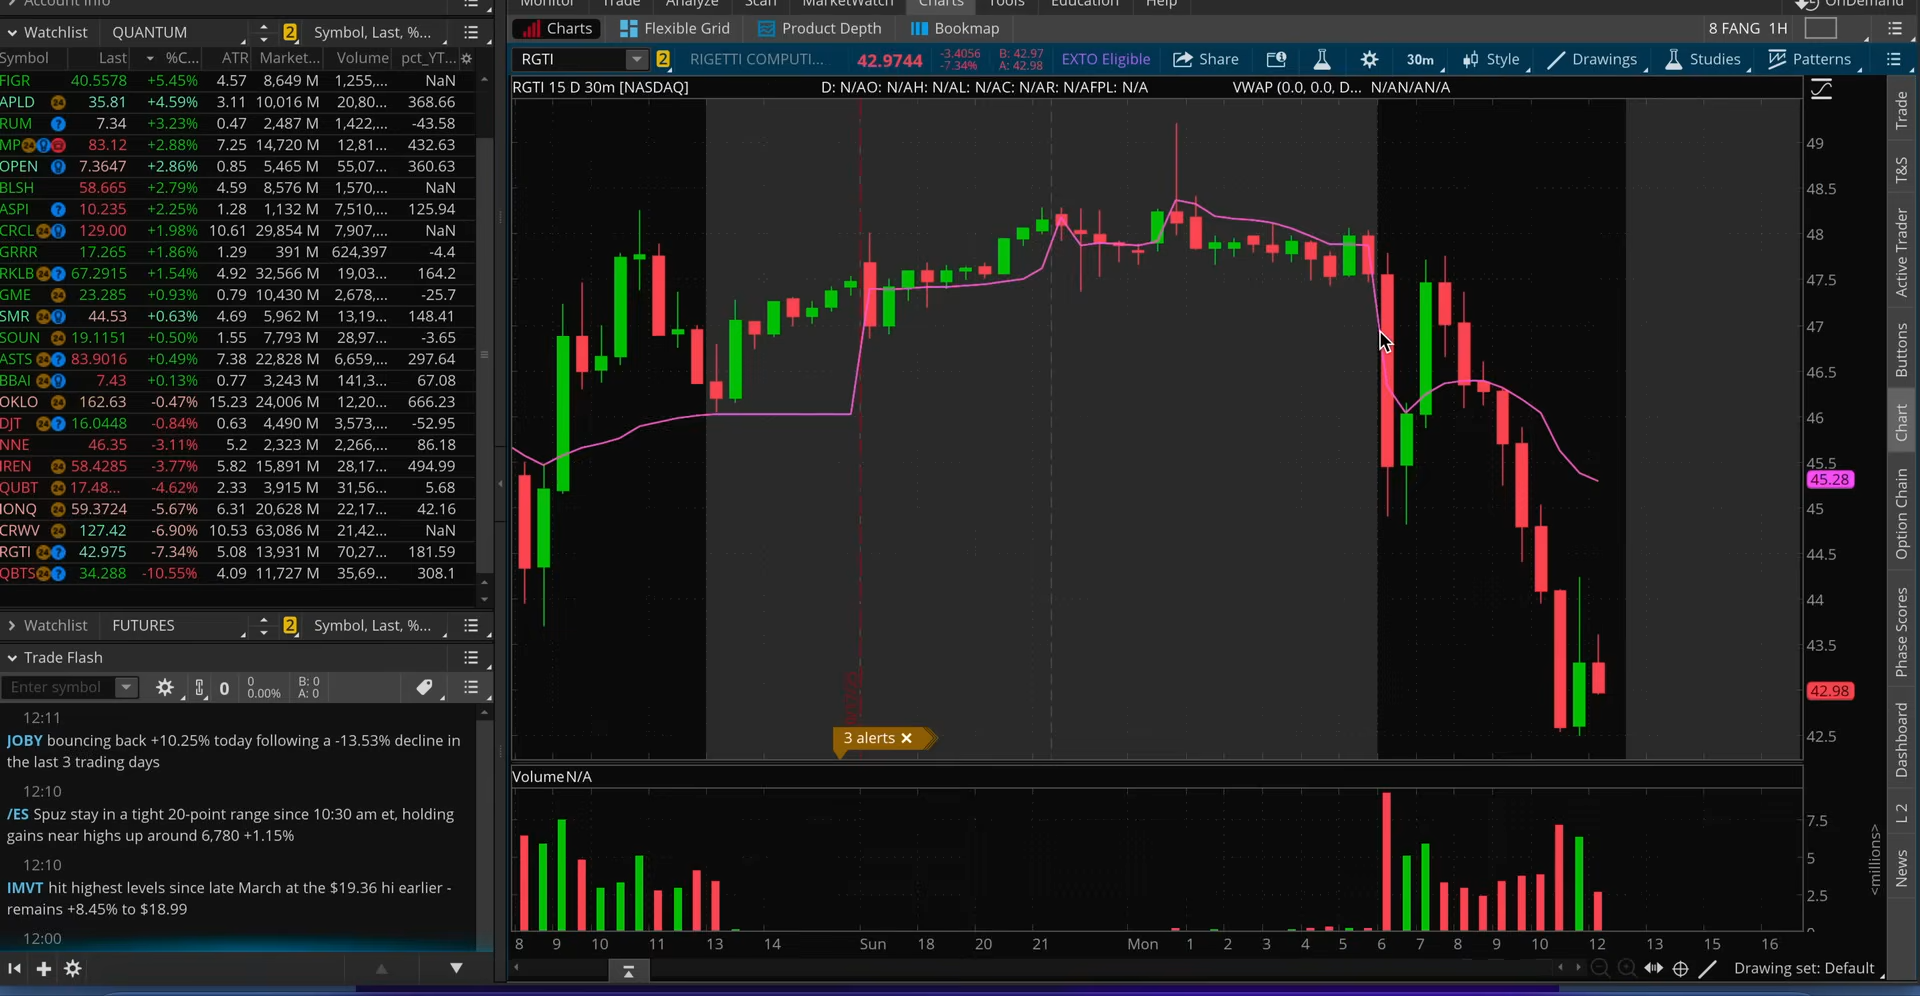 Account Info
Monitor Trade Analyze Scan MarketWatch Charts Tools Education Help
OnDemand
Watchlist QUANTUM 2 Symbol, Last, %...
Charts Flexible Grid Product Depth Bookmap 8 FANG 1H
Symbol Last %C... ATR Market... Volume pct_YT...
RGTI 2 RIGETTI COMPUTI... 42.9744 -3.4056 -7.34% B: 42.97 A: 42.98 EXTO Eligible Share 30m Style Drawings Studies Patterns
RGTI 15 D 30m [NASDAQ] D: N/AO: N/AH: N/AL: N/AC: N/AR: N/AFPL: N/A VWAP (0.0, 0.0, D... N/AN/AN/A
FIGR 40.5578 +5.45% 4.57 8,649 M 1,255,... NaN
APLD 24 35.81 +4.59% 3.11 10,016 M 20,80... 368.66
RUM ? 7.34 +3.23% 0.47 2,487 M 1,422,... -43.58
MP 24 83.12 +2.88% 7.25 14,720 M 12,81... 432.63
OPEN 7.3647 +2.86% 0.85 5,465 M 55,07... 360.63
BLSH 58.665 +2.79% 4.59 8,576 M 1,570,... NaN
ASPI ? 10.235 +2.25% 1.28 1,132 M 7,510,... 125.94
CRCL 24 129.00 +1.98% 10.61 29,854 M 7,907,... NaN
GRRR 17.265 +1.86% 1.29 391 M 624,397 -4.4
RKLB 24 ? 67.2915 +1.54% 4.92 32,566 M 19,03... 164.2
GME 24 23.285 +0.93% 0.79 10,430 M 2,678,... -25.7
SMR 24 44.53 +0.63% 4.69 5,962 M 13,19... 148.41
SOUN 24 19.1151 +0.50% 1.55 7,793 M 28,97... -3.65
ASTS 24 ? 83.9016 +0.49% 7.38 22,828 M 6,659,... 297.64
BBAI 24 7.43 +0.13% 0.77 3,243 M 141,3... 67.08
OKLO 24 162.63 -0.47% 15.23 24,006 M 12,20... 666.23
DJT 24 ? 16.0448 -0.84% 0.63 4,490 M 3,573,... -52.95
NNE 46.35 -3.11% 5.2 2,323 M 2,266,... 86.18
IREN 24 58.4285 -3.77% 5.82 15,891 M 28,17... 494.99
QUBT 24 17.48... -4.62% 2.33 3,915 M 31,56... 5.68
IONQ 24 59.3724 -5.67% 6.31 20,628 M 22,17... 42.16
CRWV 24 127.42 -6.90% 10.53 63,086 M 21,42... NaN
RGTI 24 ? 42.975 -7.34% 5.08 13,931 M 70,27... 181.59
QBTS 24 ? 34.288 -10.55% 4.09 11,727 M 35,69... 308.1
Watchlist FUTURES 2 Symbol, Last, %...
Trade Flash
Enter symbol 0 0 0.00% B: 0 A: 0
12:11
JOBY bouncing back +10.25% today following a -13.53% decline in
the last 3 trading days
12:10
/ES Spuz stay in a tight 20-point range since 10:30 am et, holding
gains near highs up around 6,780 +1.15%
12:10
IMVT hit highest levels since late March at the $19.36 hi earlier -
remains +8.45% to $18.99
12:00
49
48.5
48
47.5
47
46.5
46
45.5
45.28
45
44.5
44
43.5
42.98
42.5
3 alerts
Volume N/A
7.5
5
2.5
0
<millions>
8 9 10 11 13 14 Sun 18 20 21 Mon 1 2 3 4 5 6 7 8 9 10 12 13 15 16
Drawing set: Default
Trade
T&S
Active Trader
Buttons
Chart
Option Chain
Phase Scores
Dashboard
L 2
News